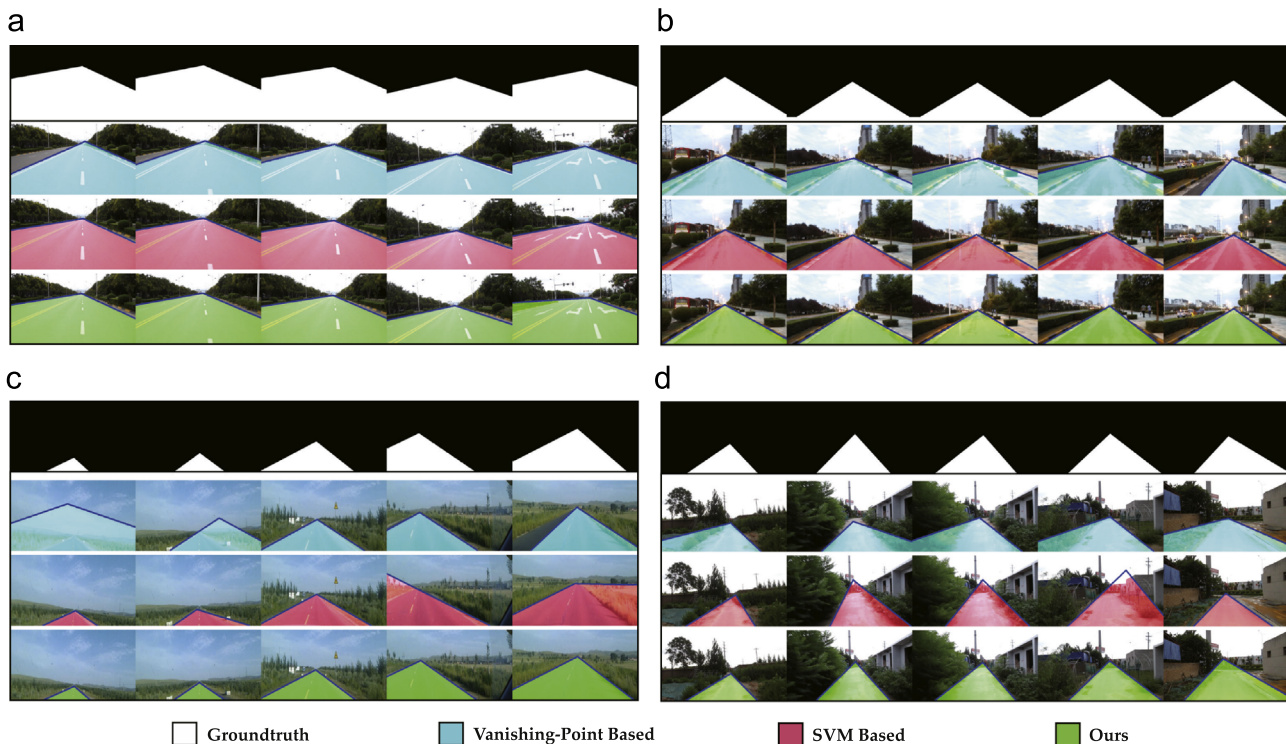 a
b
c
d
Groundtruth
Vanishing-Point Based
SVM Based
Ours